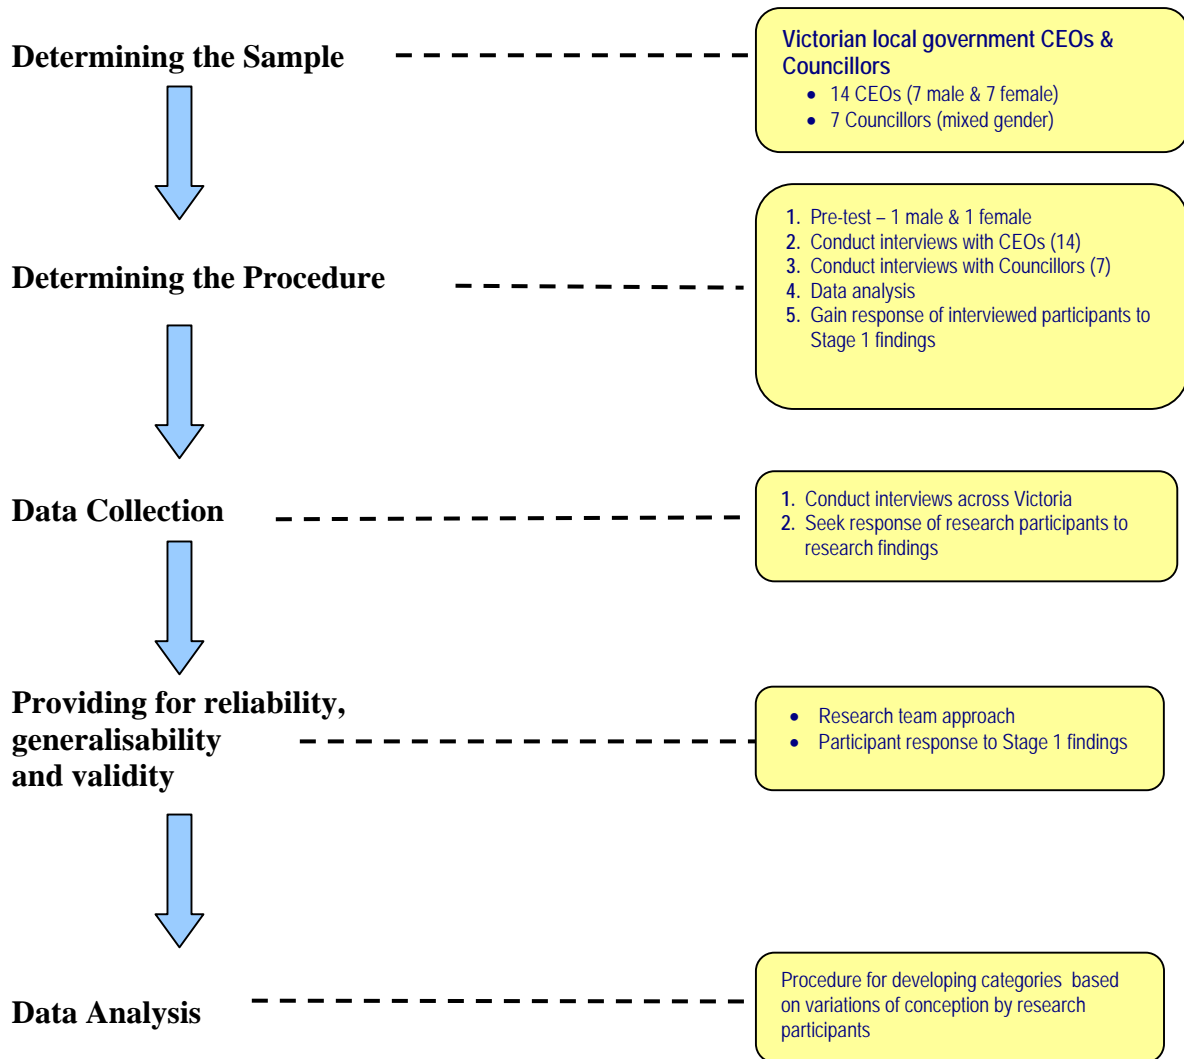 Determining the Sample
Victorian local government CEOs &
Councillors
• 14 CEOs (7 male & 7 female)
• 7 Councillors (mixed gender)
Determining the Procedure
1. Pre-test – 1 male & 1 female
2. Conduct interviews with CEOs (14)
3. Conduct interviews with Councillors (7)
4. Data analysis
5. Gain response of interviewed participants to
Stage 1 findings
Data Collection
1. Conduct interviews across Victoria
2. Seek response of research participants to
research findings
Providing for reliability,
generalisability
and validity
• Research team approach
• Participant response to Stage 1 findings
Data Analysis
Procedure for developing categories based
on variations of conception by research
participants